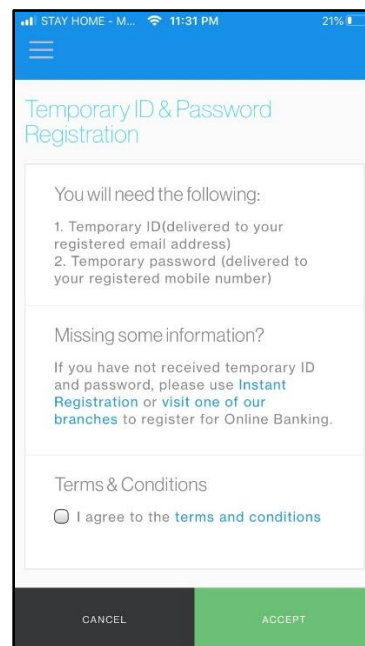 STAY HOME - M... 11:31 PM 21%
Temporary ID & Password
Registration
You will need the following:
1. Temporary ID(delivered to your
registered email address)
2. Temporary password (delivered to
your registered mobile number)
Missing some information?
If you have not received temporary ID
and password, please use Instant
Registration or visit one of our
branches to register for Online Banking.
Terms & Conditions
I agree to the terms and conditions
CANCEL ACCEPT